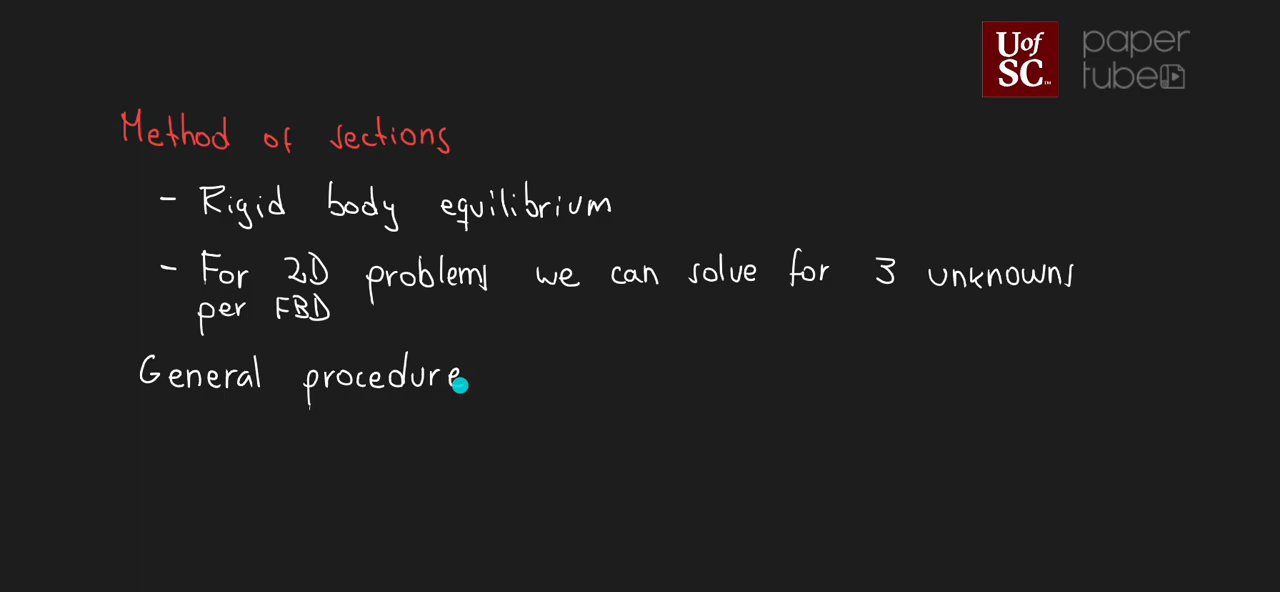 UofSC™
paper
tube
Method of sections
- Rigid body equilibrium
- For 2D problems we can solve for 3 unknowns
per FBD
General procedure